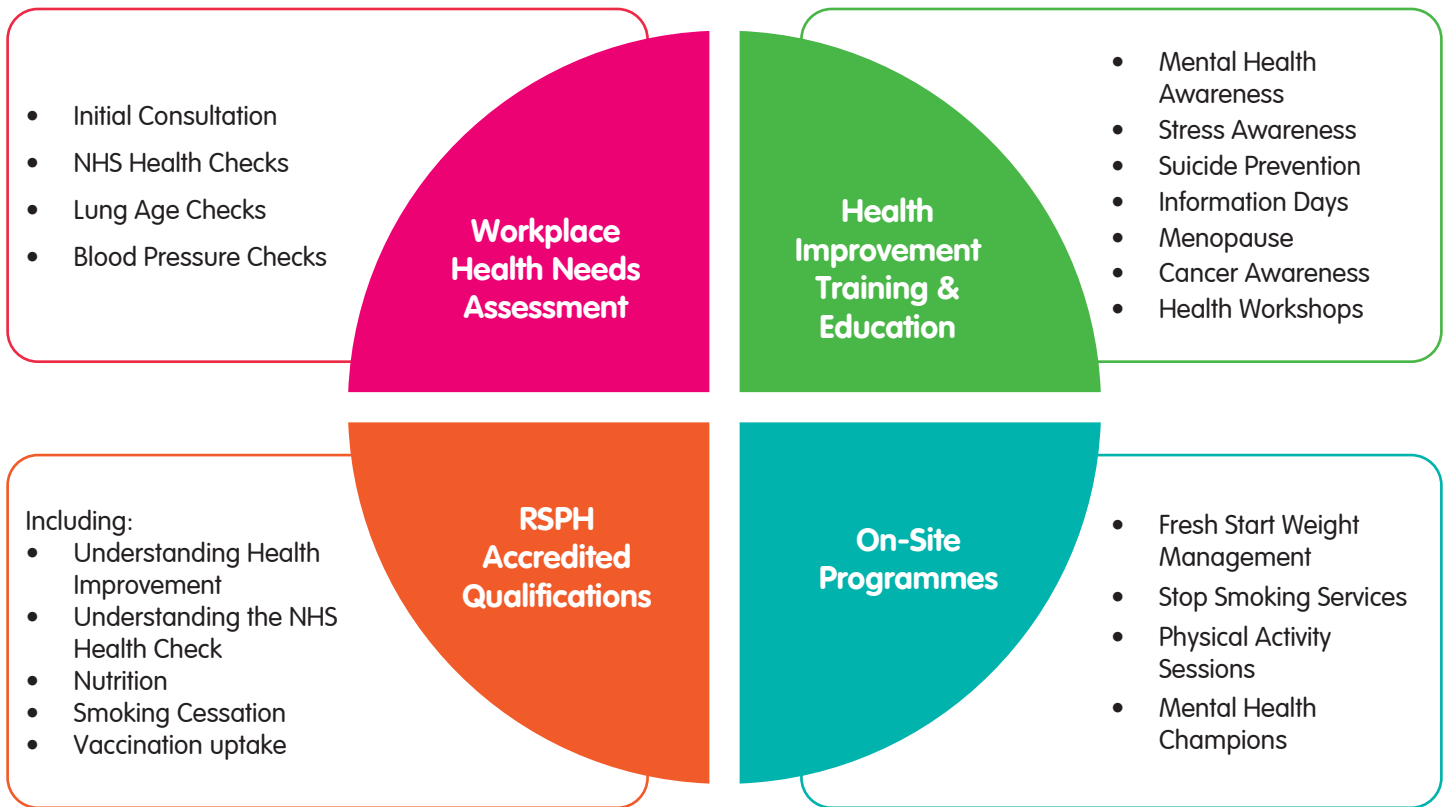 Initial Consultation
NHS Health Checks
Lung Age Checks
Blood Pressure Checks
Workplace
Health Needs
Assessment
Health
Improvement
Training &
Education
Mental Health
Awareness
Stress Awareness
Suicide Prevention
Information Days
Menopause
Cancer Awareness
Health Workshops
Including:
Understanding Health
Improvement
Understanding the NHS
Health Check
Nutrition
Smoking Cessation
Vaccination uptake
RSPH
Accredited
Qualifications
On-Site
Programmes
Fresh Start Weight
Management
Stop Smoking Services
Physical Activity
Sessions
Mental Health
Champions